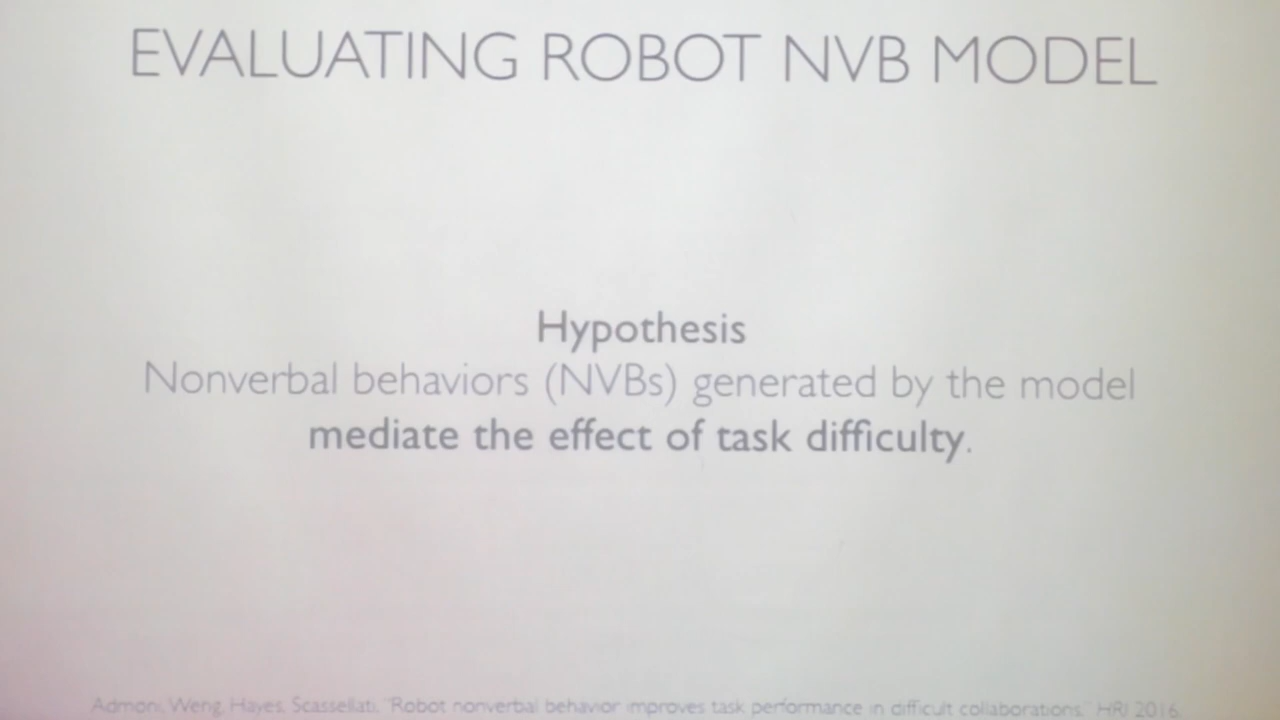 EVALUATING ROBOT NVB MODEL
Hypothesis
Nonverbal behaviors (NVBs) generated by the model
mediate the effect of task difficulty.
Admoni, Weng, Hayes, Scassellati. "Robot nonverbal behavior improves task performance in difficult collaborations." HRI 2016.